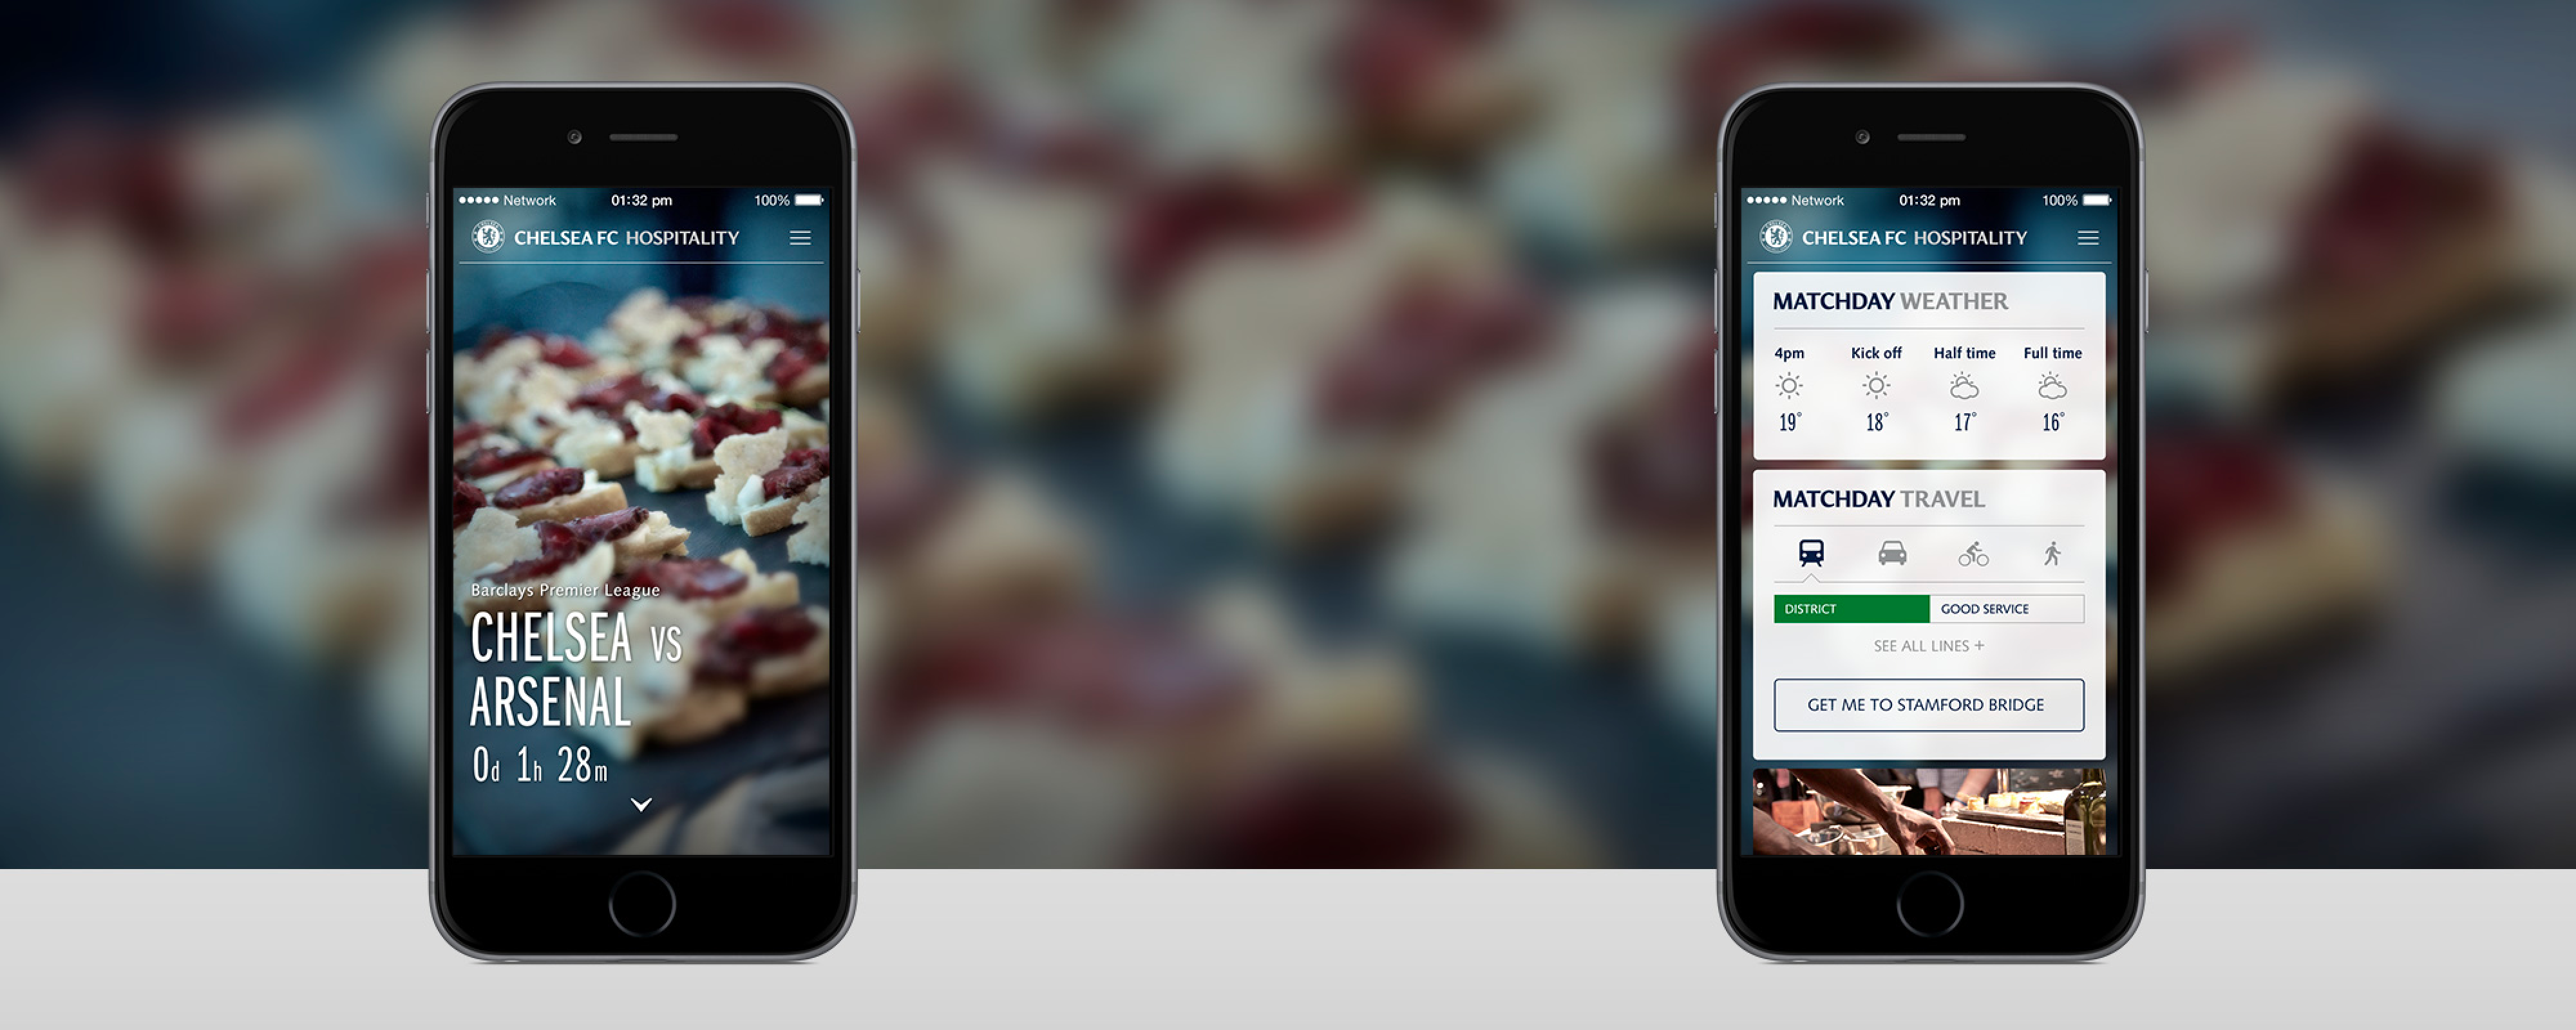 Network 01:32 pm 100%
CHELSEA FC HOSPITALITY
Barclays Premier League
CHELSEA VS
ARSENAL
0d 1h 28m
Network 01:32 pm 100%
CHELSEA FC HOSPITALITY
MATCHDAY WEATHER
4pm Kick off Half time Full time
19° 18° 17° 16°
MATCHDAY TRAVEL
DISTRICT GOOD SERVICE
SEE ALL LINES +
GET ME TO STAMFORD BRIDGE